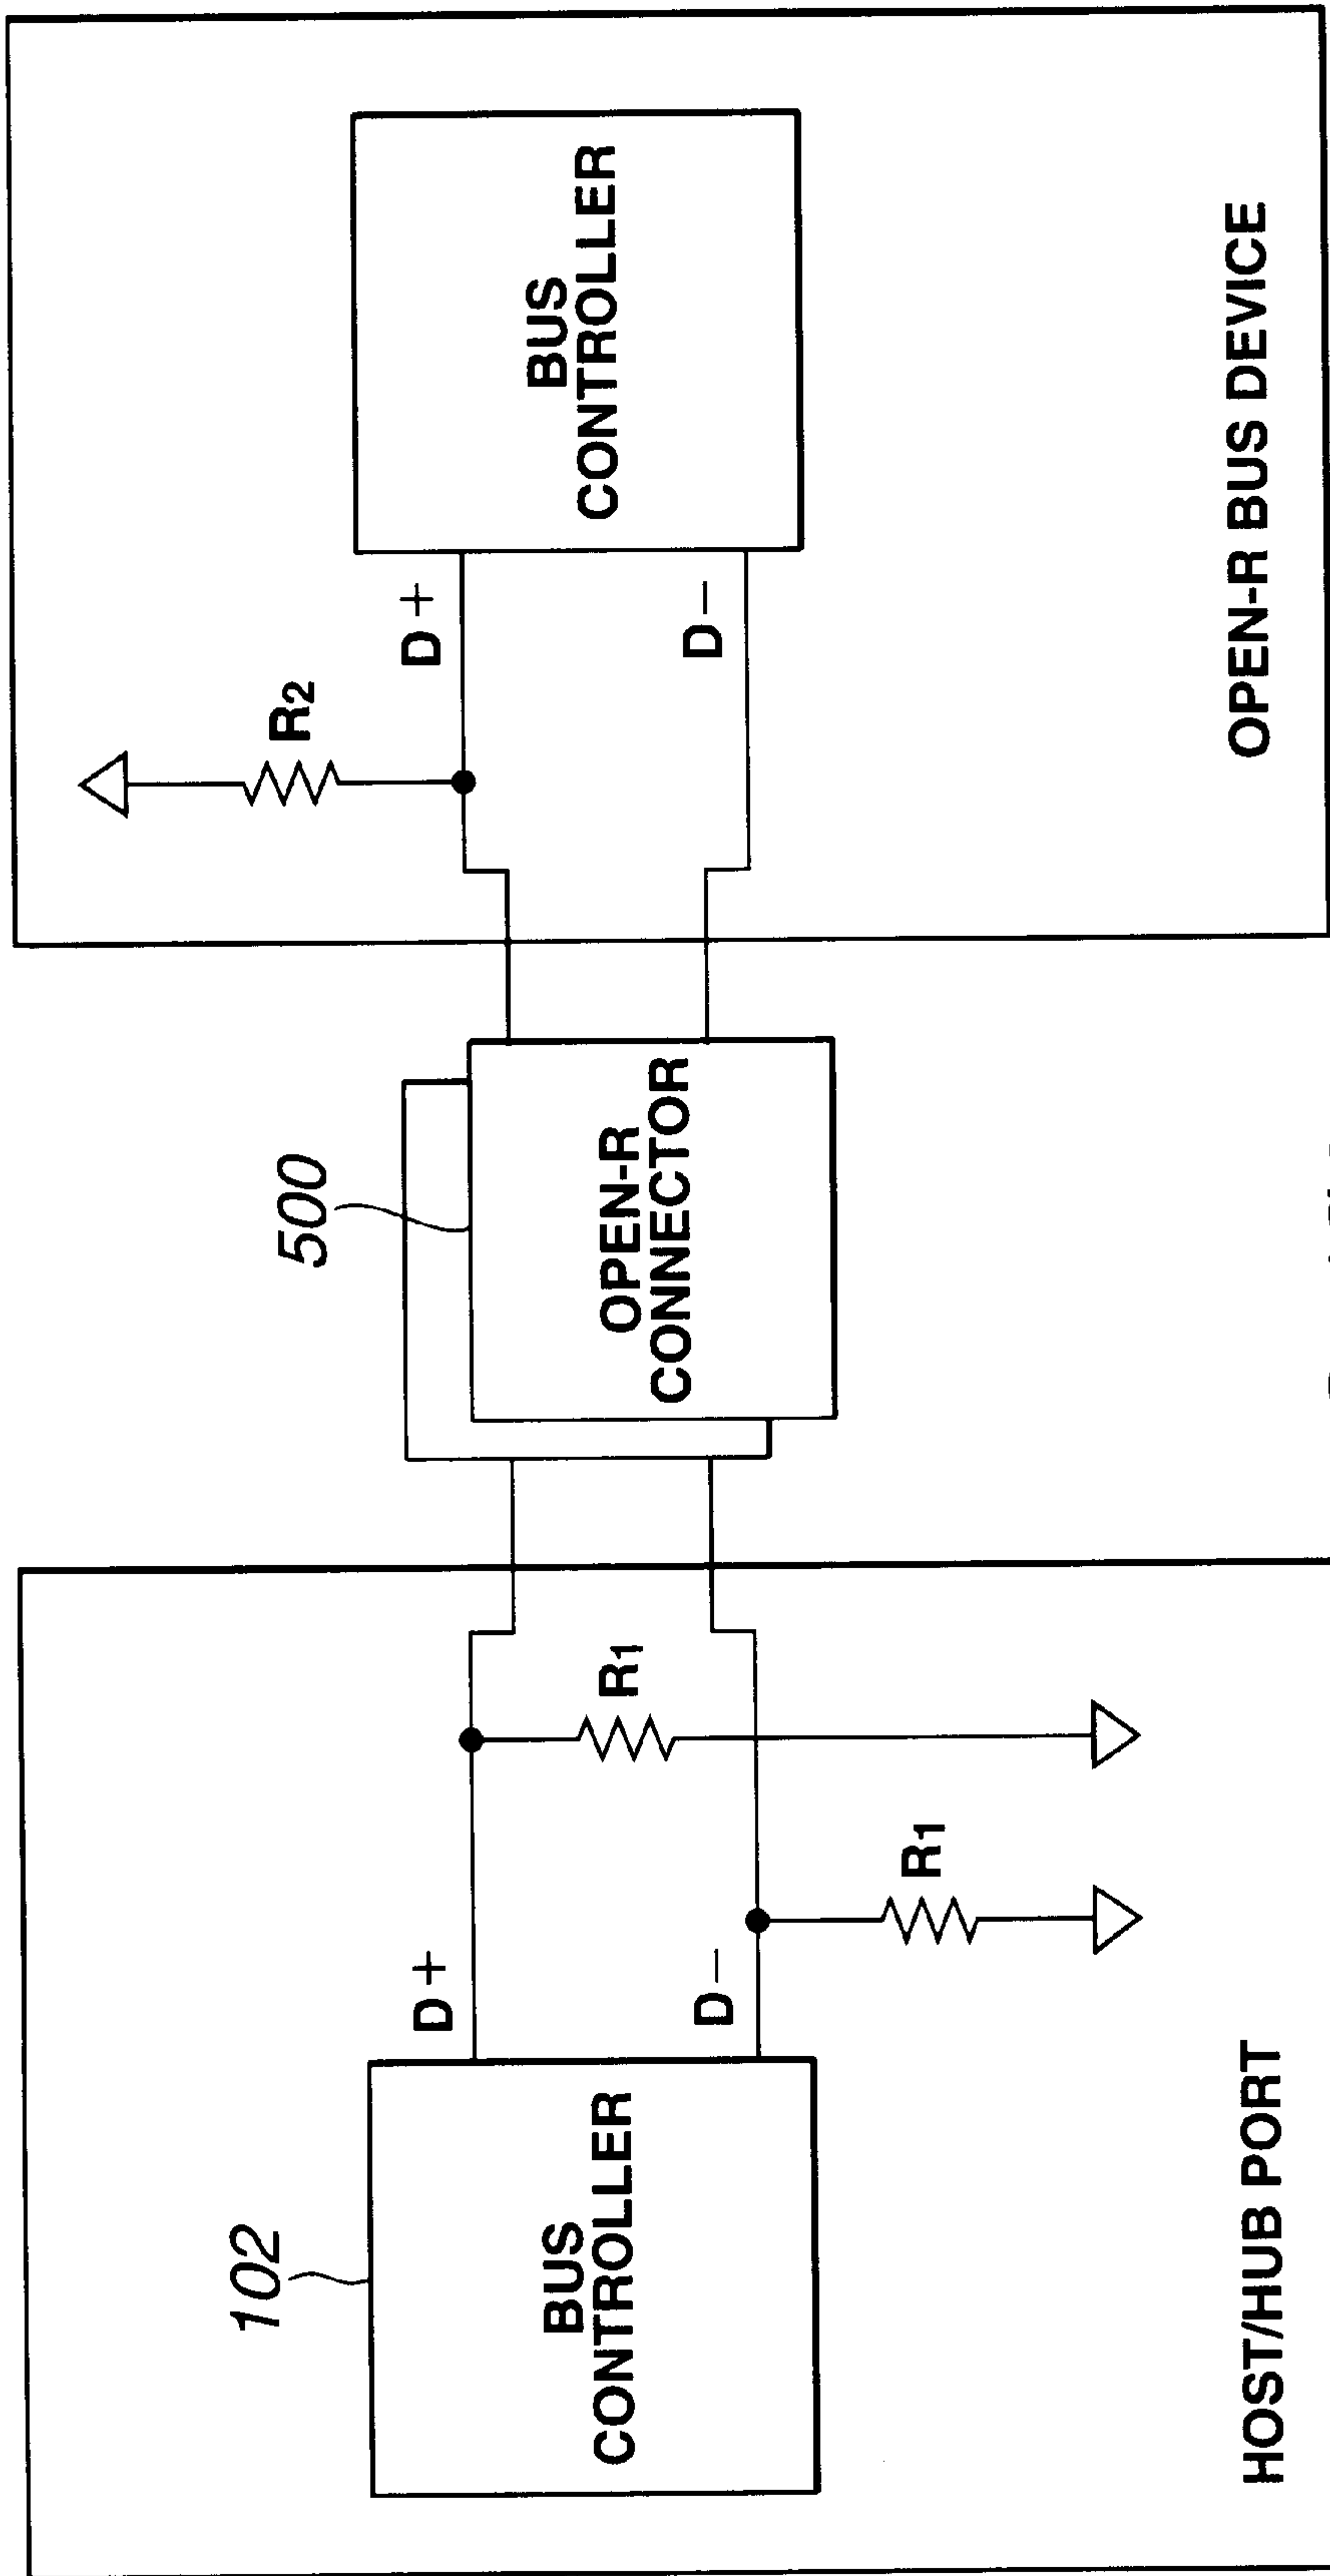 102
BUS
CONTROLLER
D+
D-
R1
R1
HOST/HUB PORT
500
OPEN-R
CONNECTOR
R2
D+
D-
BUS
CONTROLLER
OPEN-R BUS DEVICE